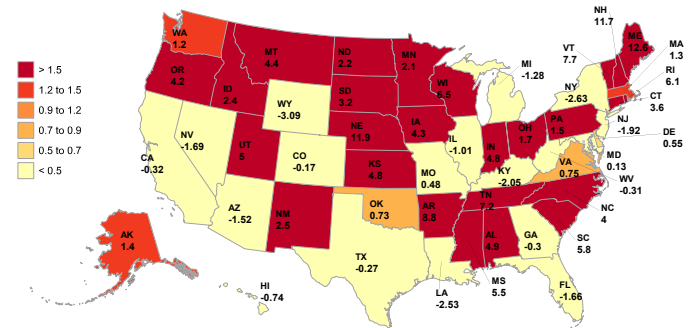 NH
11.7
WA
1.2
ME
12.6
MA
1.3
MT
4.4
ND
2.2
MN
2.1
VT
7.7
RI
6.1
OR
4.2
MI
-1.28
> 1.5
1.2 to 1.5
0.9 to 1.2
0.7 to 0.9
0.5 to 0.7
< 0.5
ID
2.4
SD
3.2
WI
6.5
NY
-2.63
CT
3.6
WY
-3.09
NJ
-1.92
NE
11.9
IA
4.3
PA
1.5
DE
0.55
NV
-1.69
UT
5
IL
-1.01
IN
4.8
OH
1.7
MD
0.13
CA
-0.32
CO
-0.17
KS
4.8
MO
0.48
KY
-2.05
VA
0.75
WV
-0.31
AZ
-1.52
NM
2.5
OK
0.73
AR
8.8
TN
7.2
NC
4
AK
1.4
AL
4.9
GA
-0.3
SC
5.8
TX
-0.27
HI
-0.74
LA
-2.53
MS
5.5
FL
-1.66